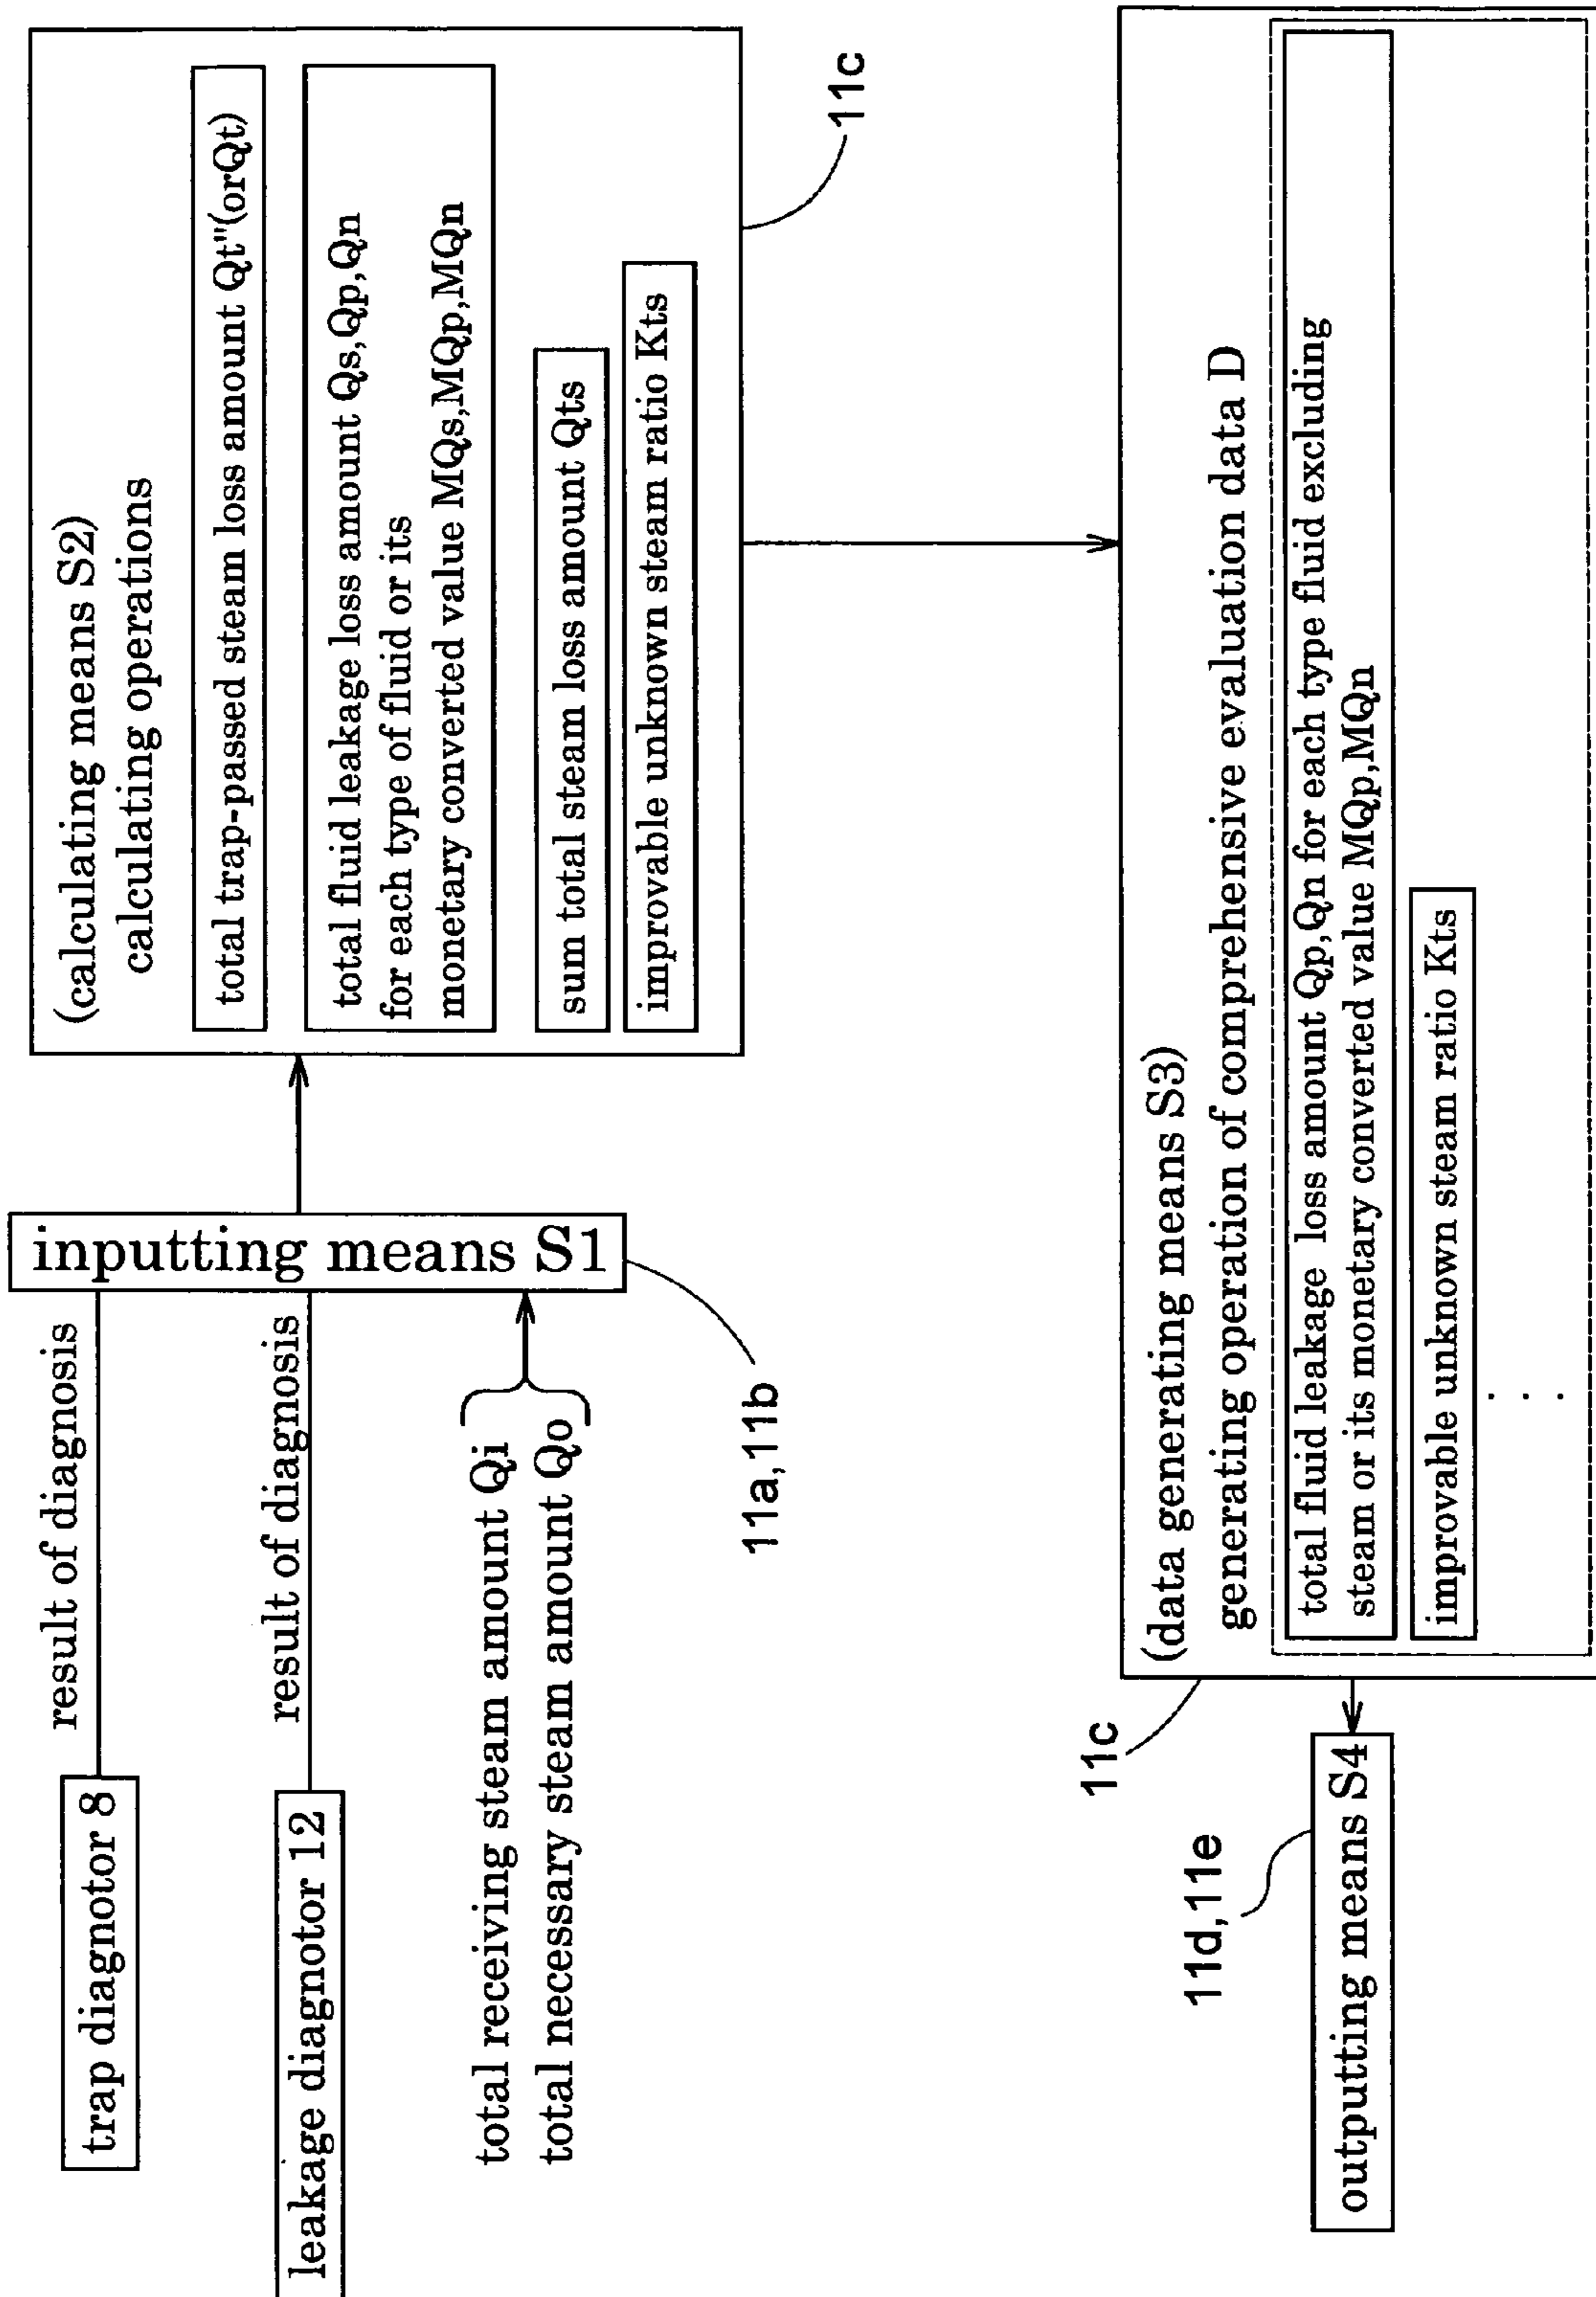 trap diagnotor 8
result of diagnosis
leakage diagnotor 12
result of diagnosis
total receiving steam amount Qi
total necessary steam amount Qo
inputting means S1
11a,11b
(calculating means S2)
calculating operations
total trap-passed steam loss amount Qt"(orQt)
total fluid leakage loss amount Qs,Qp,Qn
for each type of fluid or its
monetary converted value MQs,MQp,MQn
sum total steam loss amount Qts
improvable unknown steam ratio Kts
11c
(data generating means S3)
generating operation of comprehensive evaluation data D
total fluid leakage loss amount Qp,Qn for each type fluid excluding
steam or its monetary converted value MQp,MQn
improvable unknown steam ratio Kts
. . .
11c
outputting means S4
11d,11e